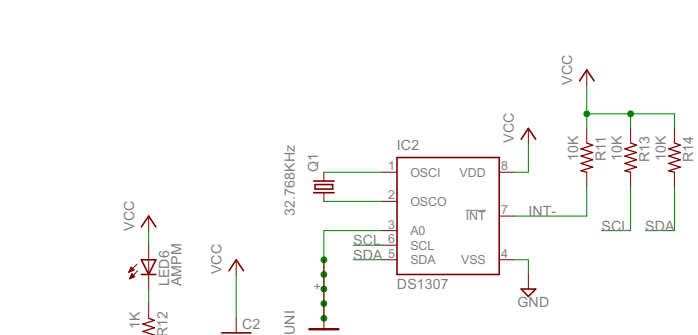 VCC
10K
R11
10K
R13
10K
R14
VCC
IC2
32.768KHz
Q1
1
OSCI
VDD
8
2
OSCO
INT
7
INT-
3
A0
SCL
6
SCL
SDA
5
SDA
VSS
4
DS1307
GND
SCL
SDA
VCC
LED6
AMPM
VCC
+
1K
R12
C2
UNI